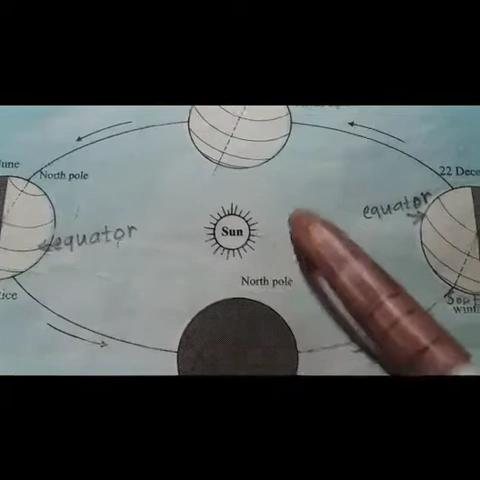 une
North pole
22 Dece
equator
equator
Sun
North pole
ice
Sout
wint